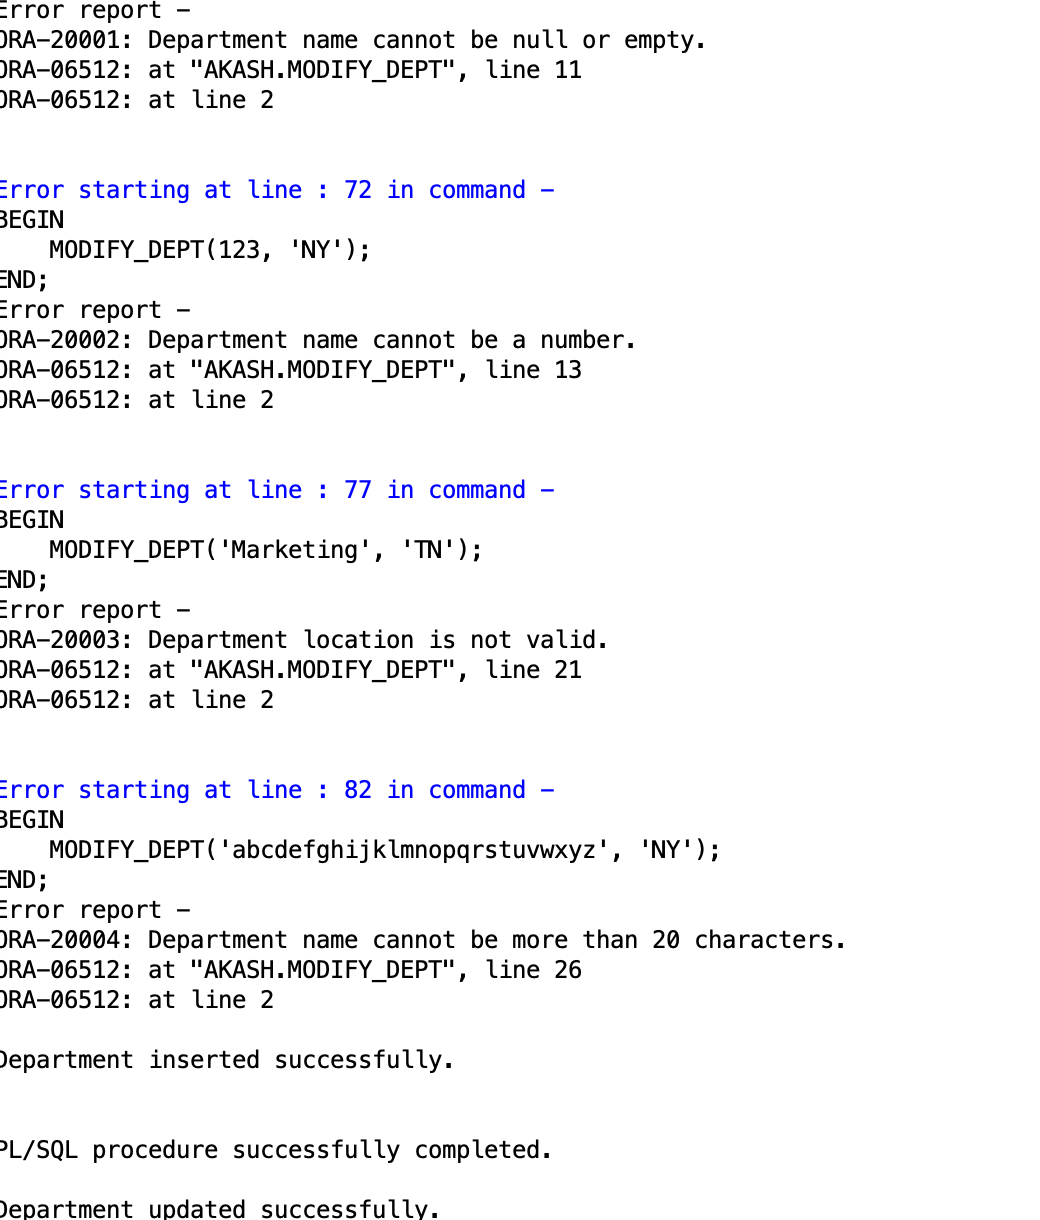 Error report -
ORA-20001: Department name cannot be null or empty.
ORA-06512: at "AKASH.MODIFY_DEPT", line 11
ORA-06512: at line 2
Error starting at line : 72 in command -
BEGIN
    MODIFY_DEPT(123, 'NY');
END;
Error report -
ORA-20002: Department name cannot be a number.
ORA-06512: at "AKASH.MODIFY_DEPT", line 13
ORA-06512: at line 2
Error starting at line : 77 in command -
BEGIN
    MODIFY_DEPT('Marketing', 'TN');
END;
Error report -
ORA-20003: Department location is not valid.
ORA-06512: at "AKASH.MODIFY_DEPT", line 21
ORA-06512: at line 2
Error starting at line : 82 in command -
BEGIN
    MODIFY_DEPT('abcdefghijklmnopqrstuvwxyz', 'NY');
END;
Error report -
ORA-20004: Department name cannot be more than 20 characters.
ORA-06512: at "AKASH.MODIFY_DEPT", line 26
ORA-06512: at line 2
Department inserted successfully.
PL/SQL procedure successfully completed.
Department updated successfully.